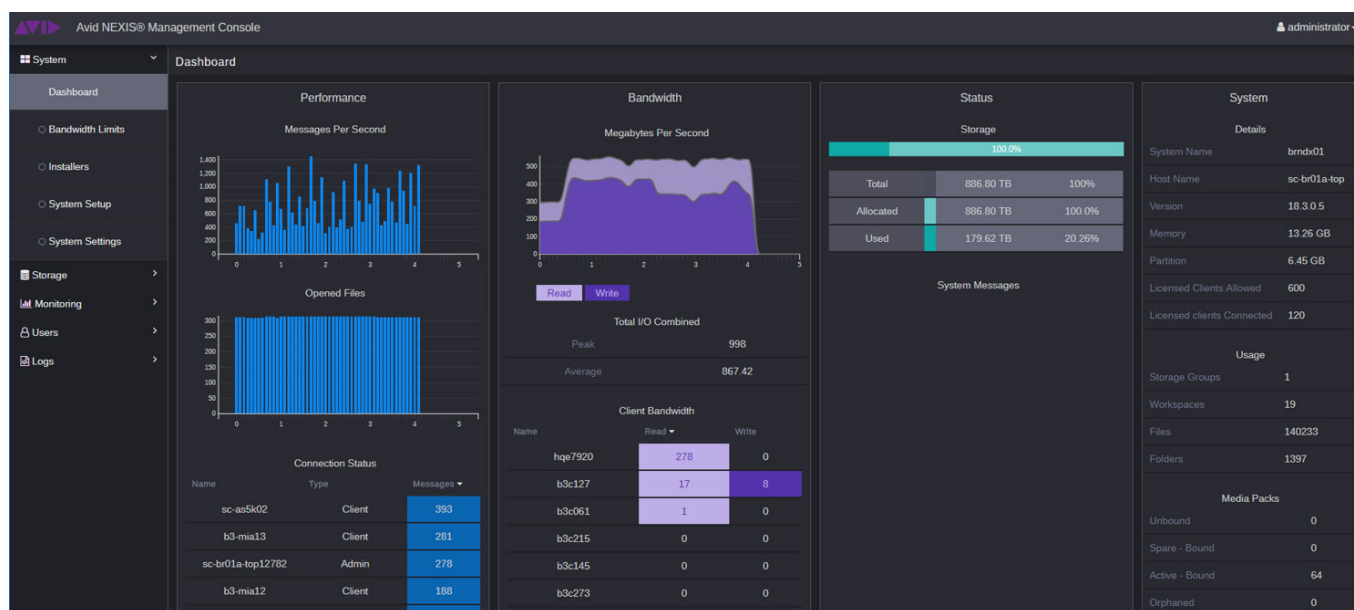 AVID Avid NEXIS® Management Console administrator
System
Dashboard
Bandwidth Limits
Installers
System Setup
System Settings
Storage
Monitoring
Users
Logs
Dashboard
Performance
Messages Per Second
1,400
1,200
1,000
800
600
400
200
0
0 1 2 3 4 5
Opened Files
300
250
200
150
100
50
0
0 1 2 3 4 5
Connection Status
Name Type Messages
sc-as5k02 Client 393
b3-mia13 Client 281
sc-br01a-top12782 Admin 278
b3-mia12 Client 188
Bandwidth
Megabytes Per Second
500
400
300
200
100
0
0 1 2 3 4 5
Read Write
Total I/O Combined
Peak 998
Average 867.42
Client Bandwidth
Name Read Write
hqe7920 278 0
b3c127 17 8
b3c061 1 0
b3c215 0 0
b3c145 0 0
b3c273 0 0
Status
Storage
100.0%
Total 886.80 TB 100%
Allocated 886.80 TB 100.0%
Used 179.62 TB 20.26%
System Messages
System
Details
System Name brndx01
Host Name sc-br01a-top
Version 18.3.0.5
Memory 13.26 GB
Partition 6.45 GB
Licensed Clients Allowed 600
Licensed clients Connected 120
Usage
Storage Groups 1
Workspaces 19
Files 140233
Folders 1397
Media Packs
Unbound 0
Spare - Bound 0
Active - Bound 64
Orphaned 0